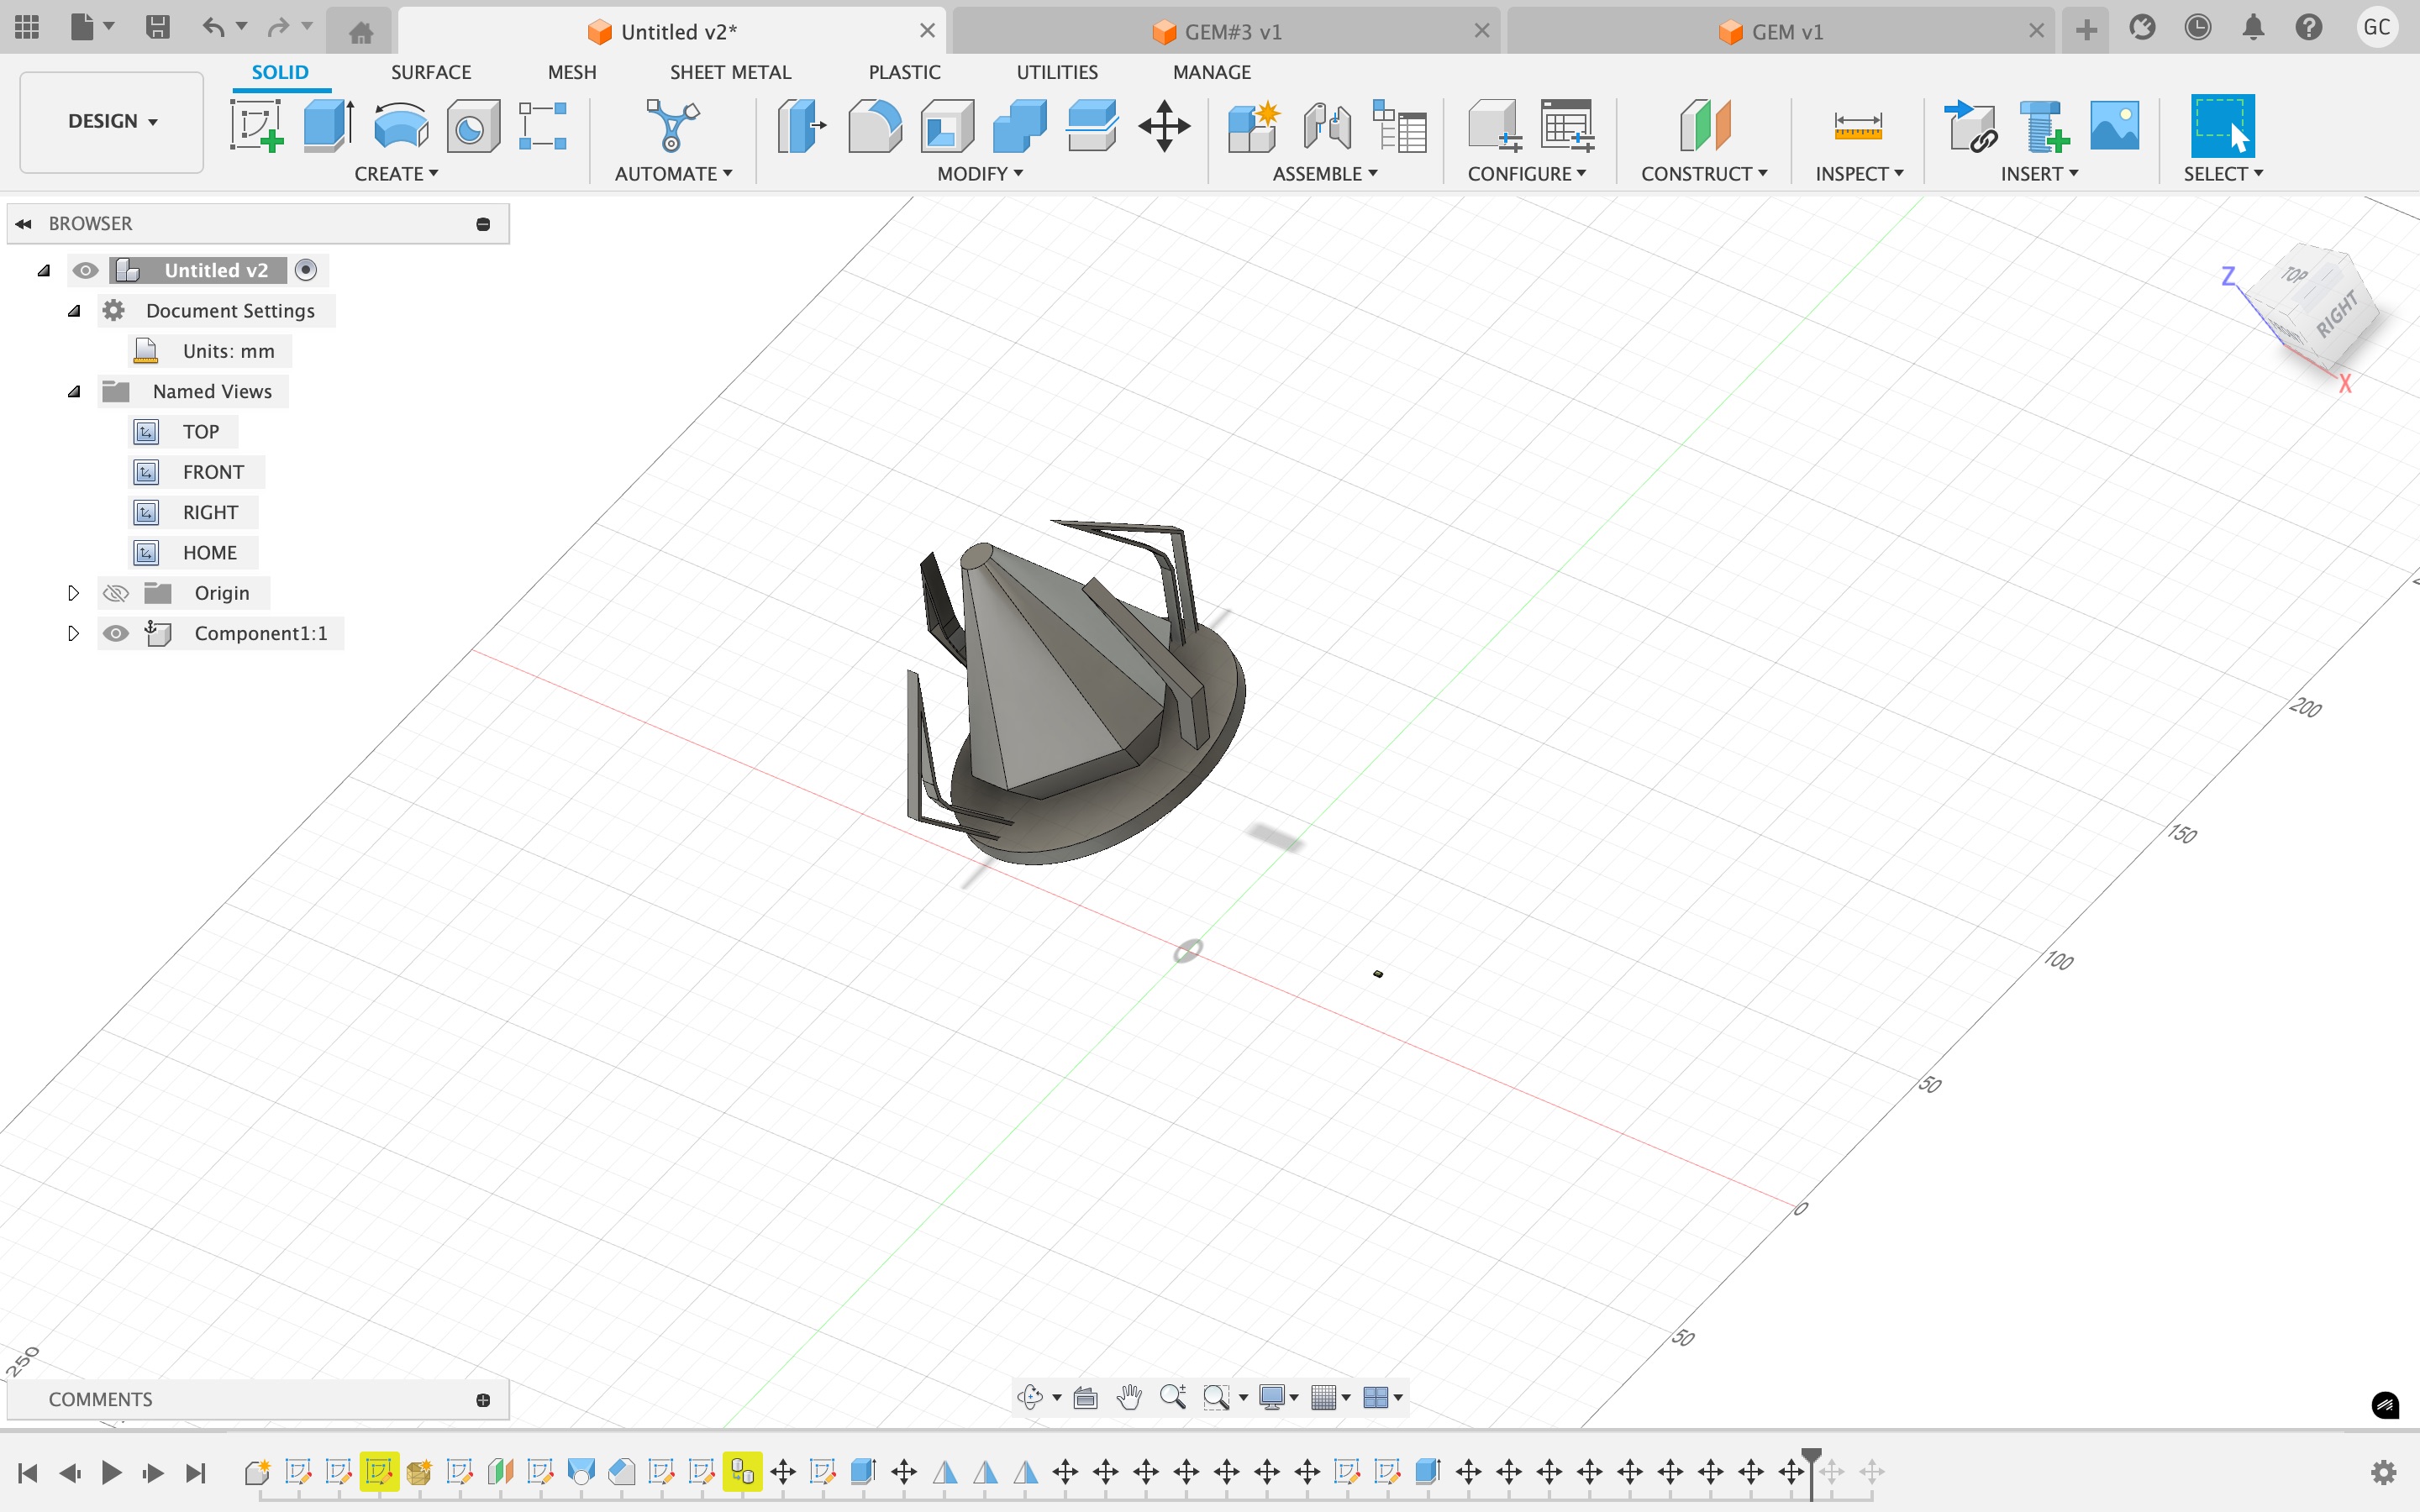 Untitled v2*
GEM#3 v1
GEM v1
GC
DESIGN
SOLID
SURFACE
MESH
SHEET METAL
PLASTIC
UTILITIES
MANAGE
CREATE
AUTOMATE
MODIFY
ASSEMBLE
CONFIGURE
CONSTRUCT
INSPECT
INSERT
SELECT
BROWSER
Untitled v2
Document Settings
Units: mm
Named Views
TOP
FRONT
RIGHT
HOME
Origin
Component1:1
Z
TOP
RIGHT
X
200
150
100
50
0
50
250
COMMENTS